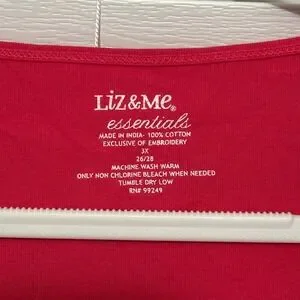 Liz&Me®
essentials
MADE IN INDIA- 100% COTTON
EXCLUSIVE OF EMBROIDERY
3X
26/28
MACHINE WASH WARM
ONLY NON CHLORINE BLEACH WHEN NEEDED
TUMBLE DRY LOW
RN# 99249